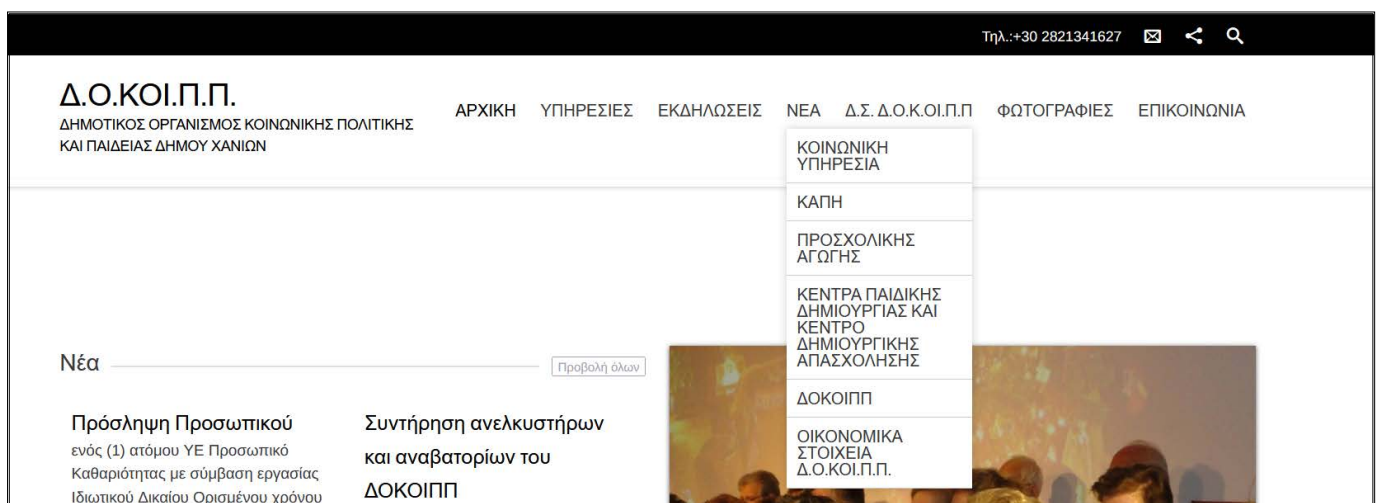 Τηλ.:+30 2821341627
Δ.Ο.ΚΟΙ.Π.Π.
ΔΗΜΟΤΙΚΟΣ ΟΡΓΑΝΙΣΜΟΣ ΚΟΙΝΩΝΙΚΗΣ ΠΟΛΙΤΙΚΗΣ
ΚΑΙ ΠΑΙΔΕΙΑΣ ΔΗΜΟΥ ΧΑΝΙΩΝ
ΑΡΧΙΚΗ ΥΠΗΡΕΣΙΕΣ ΕΚΔΗΛΩΣΕΙΣ ΝΕΑ Δ.Σ. Δ.Ο.Κ.ΟΙ.Π.Π ΦΩΤΟΓΡΑΦΙΕΣ ΕΠΙΚΟΙΝΩΝΙΑ
ΚΟΙΝΩΝΙΚΗ
ΥΠΗΡΕΣΙΑ
ΚΑΠΗ
ΠΡΟΣΧΟΛΙΚΗΣ
ΑΓΩΓΗΣ
ΚΕΝΤΡΑ ΠΑΙΔΙΚΗΣ
ΔΗΜΙΟΥΡΓΙΑΣ ΚΑΙ
ΚΕΝΤΡΟ
ΔΗΜΙΟΥΡΓΙΚΗΣ
ΑΠΑΣΧΟΛΗΣΗΣ
ΔΟΚΟΙΠΠ
ΟΙΚΟΝΟΜΙΚΑ
ΣΤΟΙΧΕΙΑ
Δ.Ο.ΚΟΙ.Π.Π.
Νέα
Προβολή όλων
Πρόσληψη Προσωπικού
ενός (1) ατόμου ΥΕ Προσωπικό
Καθαριότητας με σύμβαση εργασίας
Ιδιωτικού Δικαίου Ορισμένου χρόνου
Συντήρηση ανελκυστήρων
και αναβατορίων του
ΔΟΚΟΙΠΠ